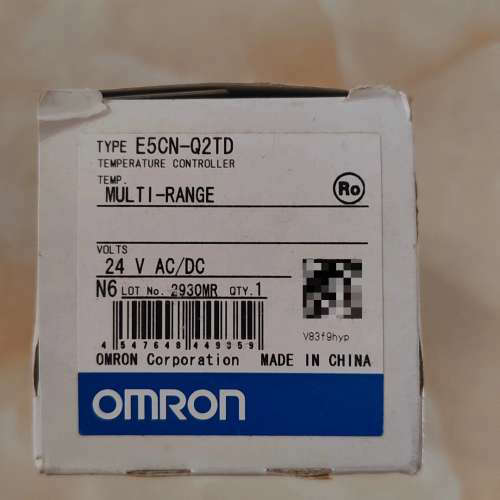 TYPE E5CN-Q2TD
TEMPERATURE CONTROLLER
TEMP.
MULTI-RANGE
Ro
VOLTS
24 V AC/DC
N6 LOT No. 2930MR QTY.1
4 547648 449359
V83f9hyp
OMRON Corporation MADE IN CHINA
OMRON